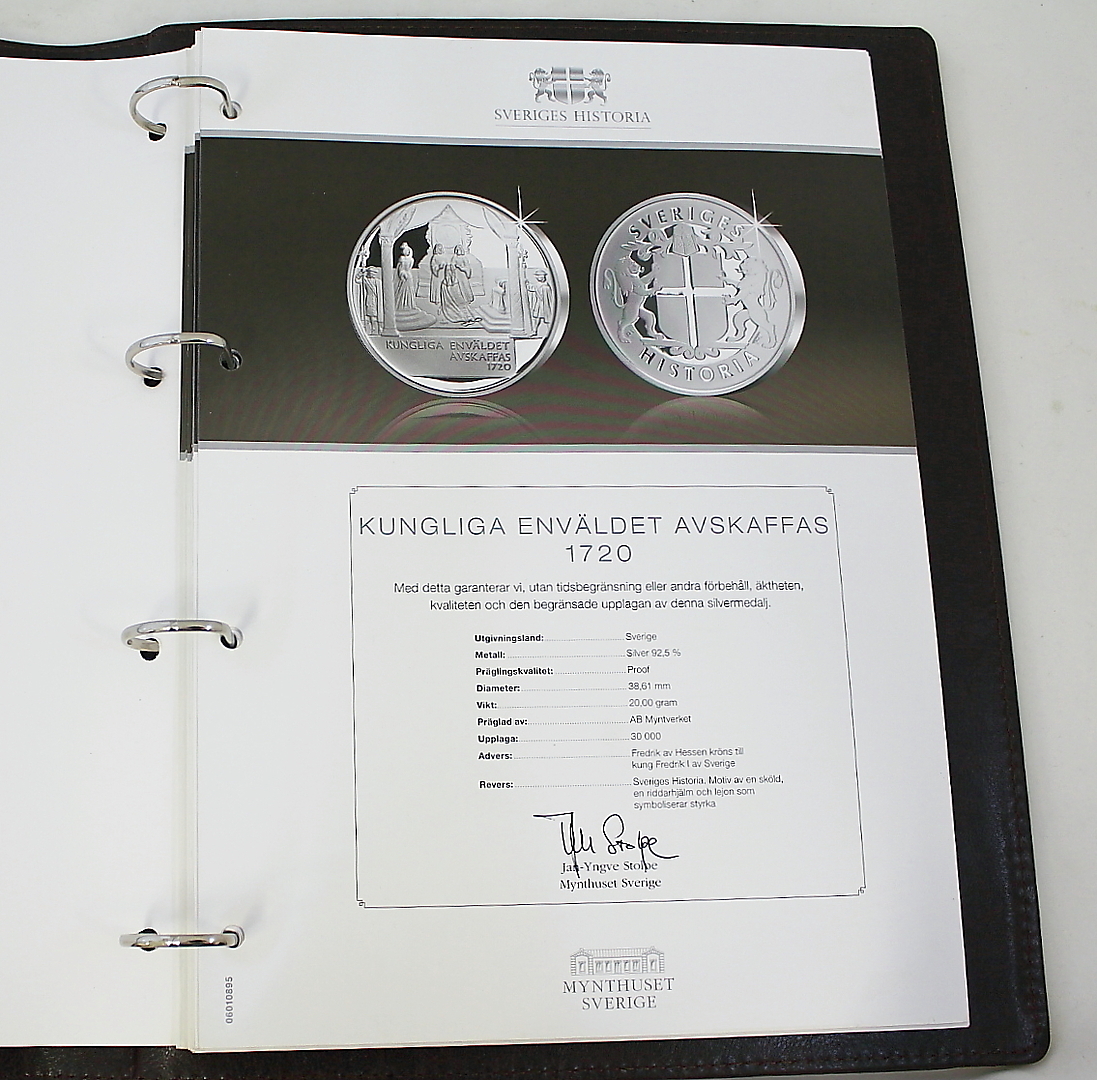 SVERIGES HISTORIA
KUNGLIGA ENVÄLDET
AVSKAFFAS
1720
SVERIGES
HISTORIA
KUNGLIGA ENVÄLDET AVSKAFFAS
1720
Med detta garanterar vi, utan tidsbegränsning eller andra förbehåll, äktheten,
kvaliteten och den begränsade upplagan av denna silvermedalj.
Utgivningsland: Sverige
Metall: Silver 92,5 %
Präglingskvalitet: Proof
Diameter: 38,61 mm
Vikt: 20,00 gram
Präglad av: AB Myntverket
Upplaga: 30 000
Advers: Fredrik av Hessen kröns till
kung Fredrik I av Sverige
Revers: Sveriges Historia. Motiv av en sköld,
en riddarhjälm och lejon som
symboliserar styrka
Jan-Yngve Stolpe
Mynthuset Sverige
MYNTHUSET
SVERIGE
06010895